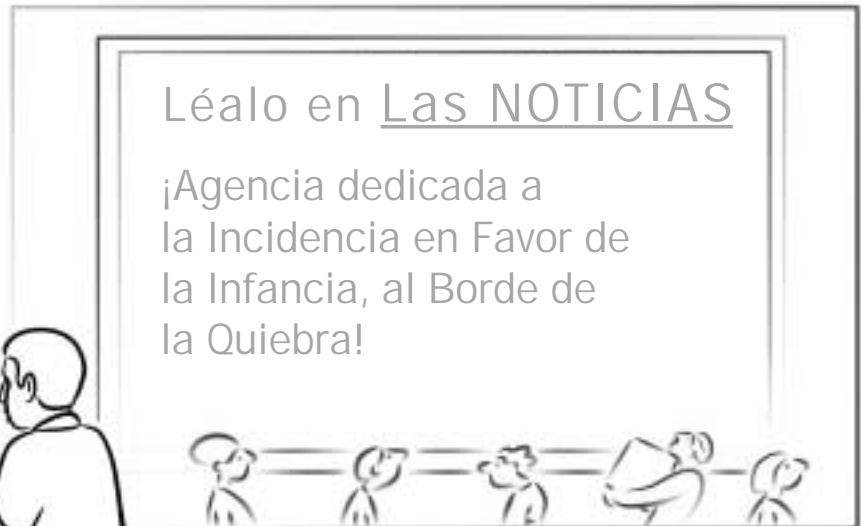 Léalo en Las NOTICIAS
¡Agencia dedicada a
la Incidencia en Favor de
la Infancia, al Borde de
la Quiebra!